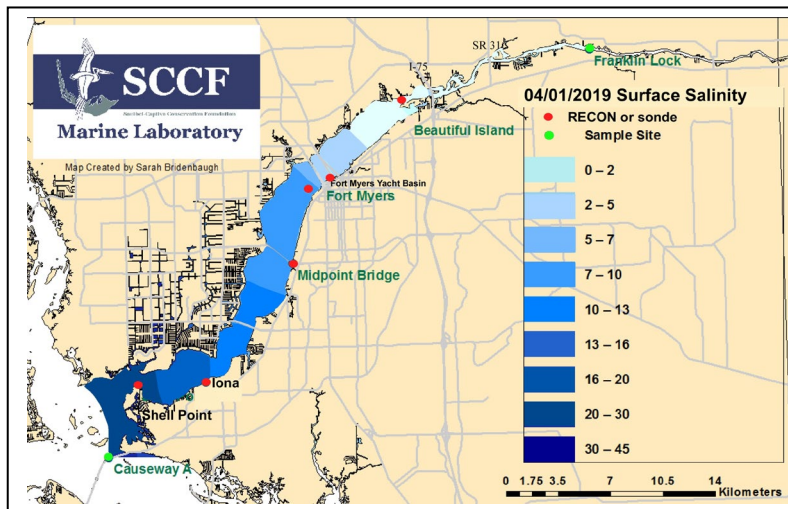 SCCF
Sanibel-Captiva Conservation Foundation
Marine Laboratory
Map Created by Sarah Bridenbaugh
I-75
SR 31
Franklin Lock
Beautiful Island
Fort Myers Yacht Basin
Fort Myers
Midpoint Bridge
Iona
Shell Point
Causeway A
04/01/2019 Surface Salinity
RECON or sonde
Sample Site
0 – 2
2 – 5
5 – 7
7 – 10
10 – 13
13 – 16
16 – 20
20 – 30
30 – 45
0 1.75 3.5 7 10.5 14
Kilometers